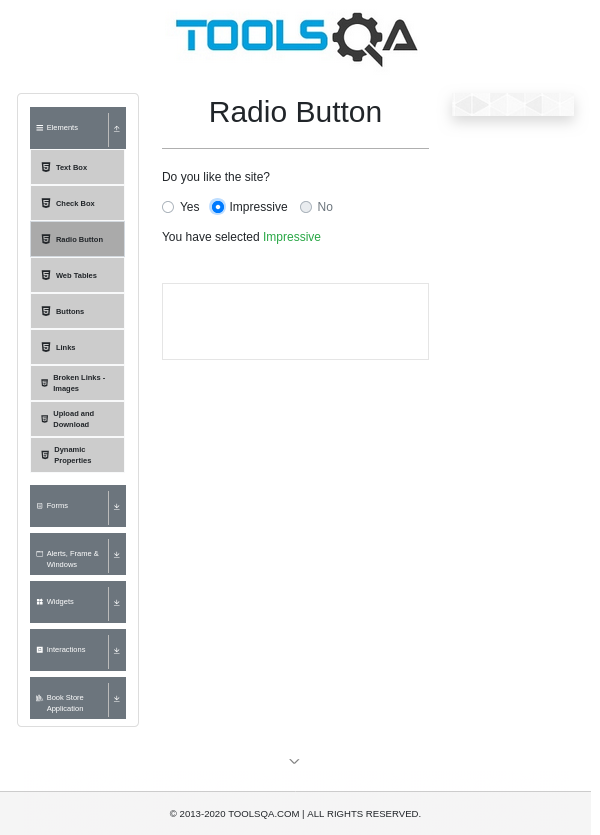 TOOLSQA
Radio Button
Elements
Text Box
Check Box
Radio Button
Web Tables
Buttons
Links
Broken Links -
Images
Upload and
Download
Dynamic
Properties
Forms
Alerts, Frame &
Windows
Widgets
Interactions
Book Store
Application
Do you like the site?
Yes Impressive No
You have selected Impressive
© 2013-2020 TOOLSQA.COM | ALL RIGHTS RESERVED.